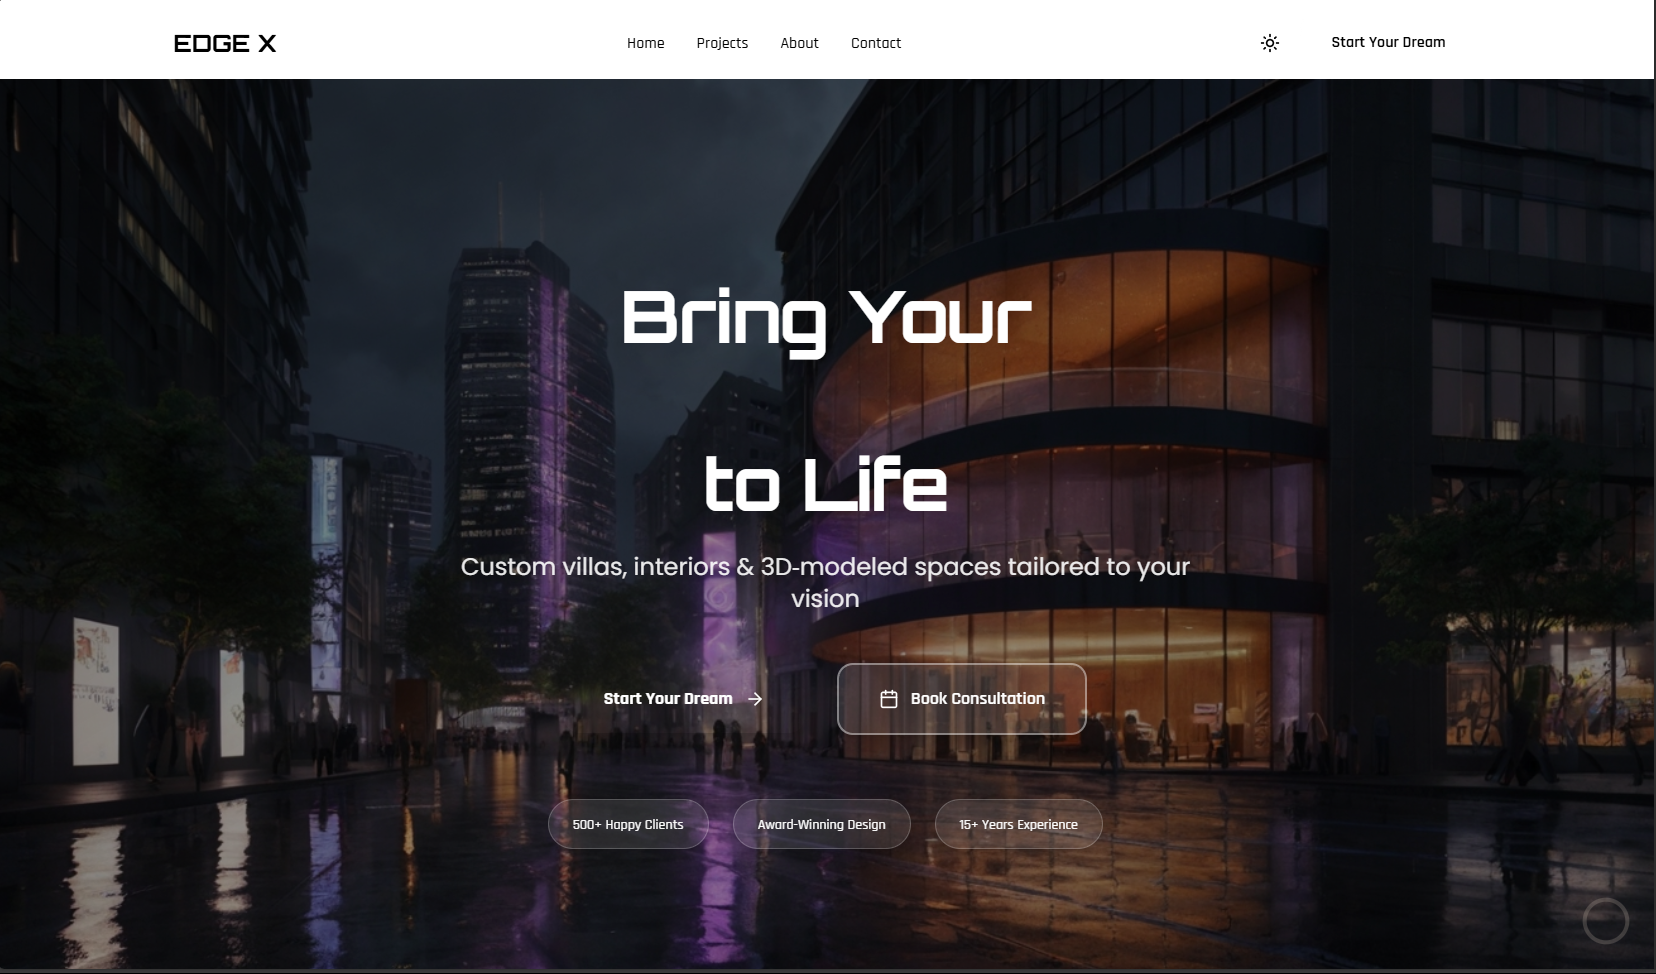 EDGE X
Home
Projects
About
Contact
Start Your Dream
Bring Your
to Life
Custom villas, interiors & 3D-modeled spaces tailored to your
vision
Start Your Dream
Book Consultation
500+ Happy Clients
Award-Winning Design
15+ Years Experience